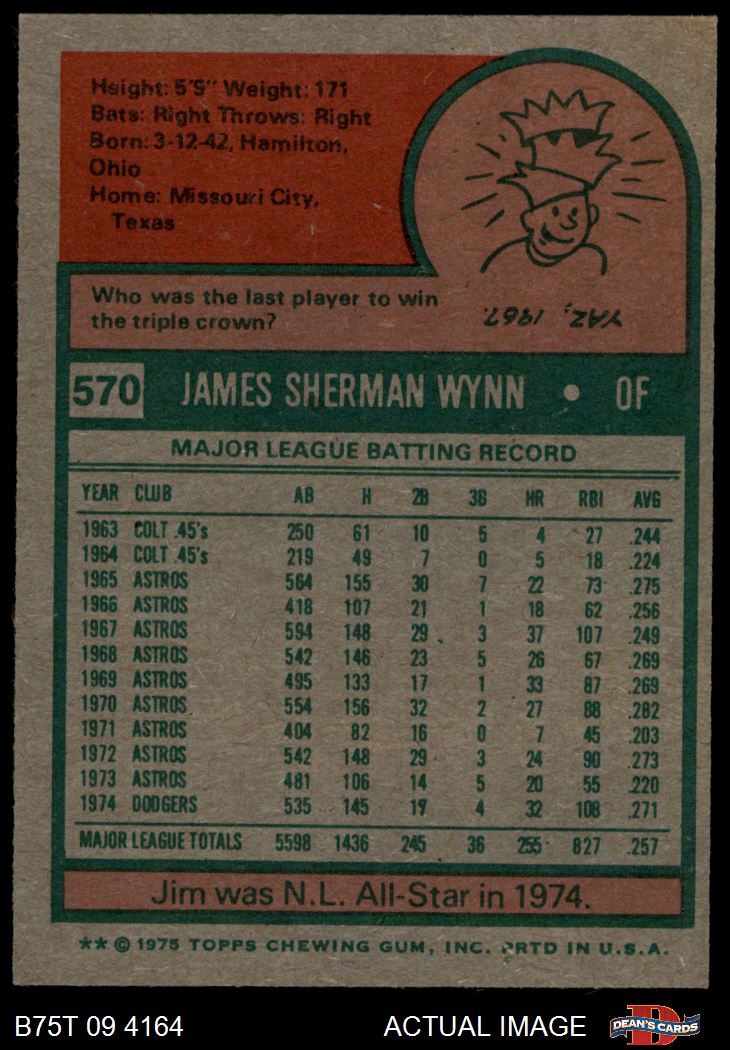 Height: 5'9" Weight: 171
Bats: Right Throws: Right
Born: 3-12-42, Hamilton,
Ohio
Home: Missouri City,
Texas
Who was the last player to win
the triple crown?
YAZ, 1967.
570 JAMES SHERMAN WYNN • OF
MAJOR LEAGUE BATTING RECORD
YEAR CLUB AB H 2B 3B HR RBI AVG
1963 COLT .45's 250 61 10 5 4 27 .244
1964 COLT .45's 219 49 7 0 5 18 .224
1965 ASTROS 564 155 30 7 22 73 .275
1966 ASTROS 418 107 21 1 18 62 .256
1967 ASTROS 594 148 29 3 37 107 .249
1968 ASTROS 542 146 23 5 26 67 .269
1969 ASTROS 495 133 17 1 33 87 .269
1970 ASTROS 554 156 32 2 27 88 .282
1971 ASTROS 404 82 16 0 7 45 .203
1972 ASTROS 542 148 29 3 24 90 .273
1973 ASTROS 481 106 14 5 20 55 .220
1974 DODGERS 535 145 17 4 32 108 .271
MAJOR LEAGUE TOTALS 5598 1436 245 36 255 827 .257
Jim was N.L. All-Star in 1974.
** © 1975 TOPPS CHEWING GUM, INC. PRTD IN U.S.A.
B75T 09 4164 ACTUAL IMAGE DEAN'S CARDS